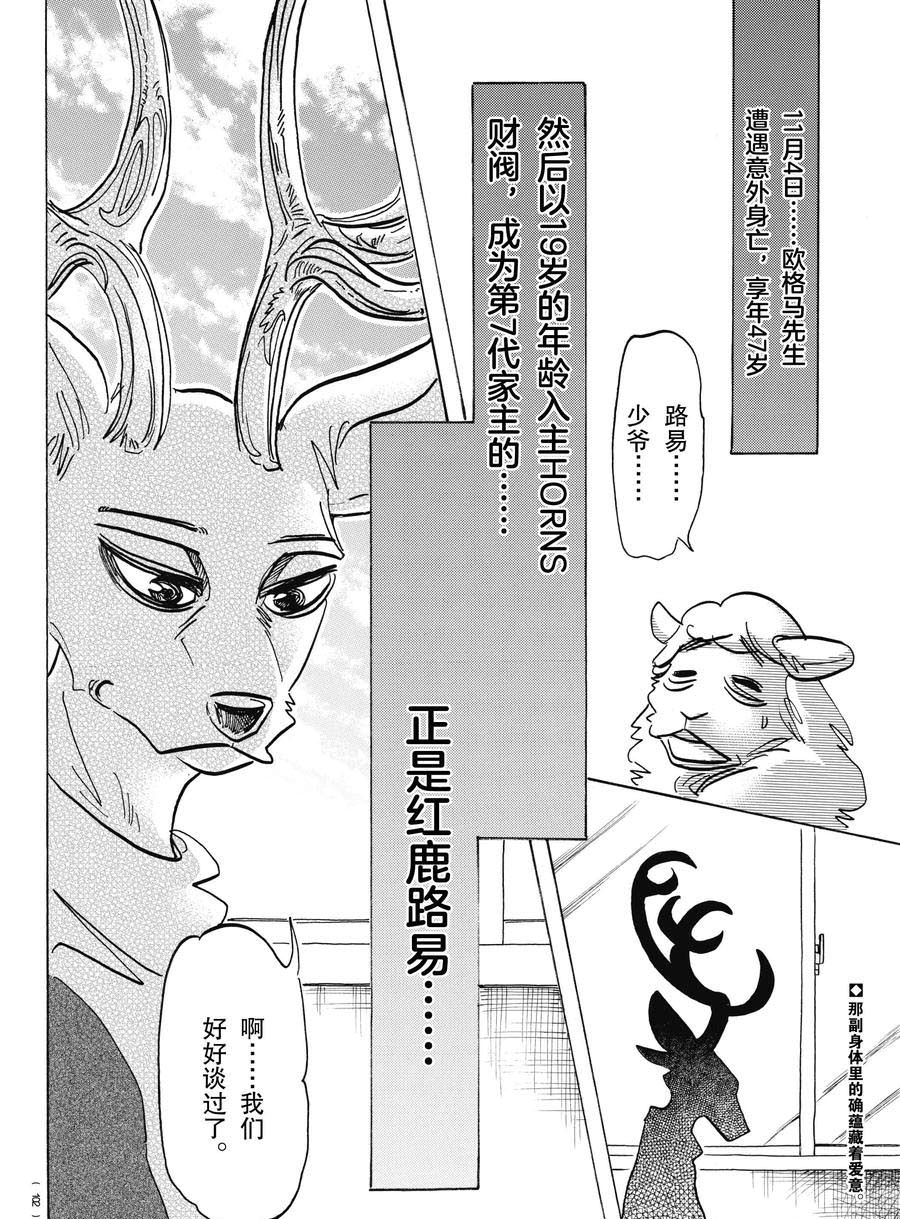 11月4日……欧格马先生
遭遇意外身亡，享年47岁
路易……
少爷……
然后以19岁的年龄入主HORNS
财阀，成为第7代家主的……
正是红鹿路易……
啊……我们
好好谈过了。
◆那副身体里的确蕴藏着爱意。
( 102 )